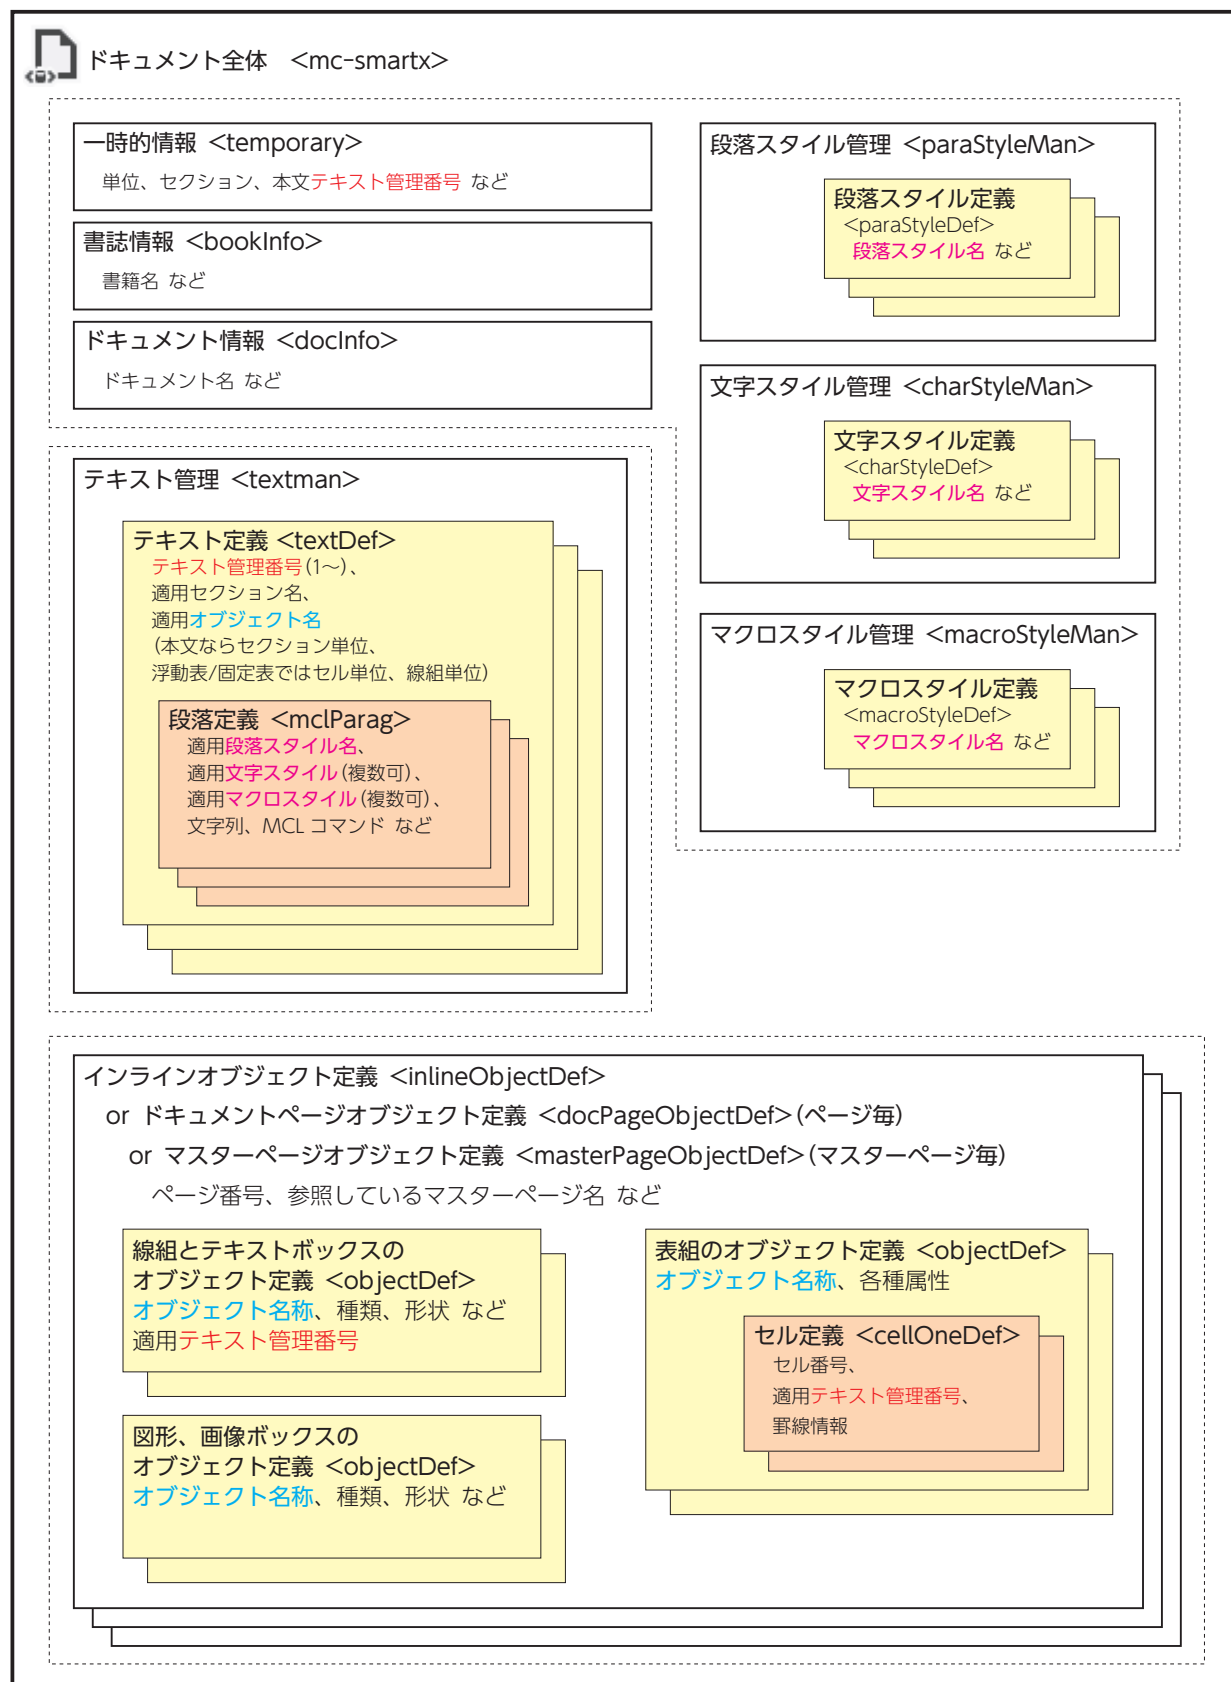 ドキュメント全体 <mc-smartx>
一時的情報 <temporary>
単位、セクション、本文テキスト管理番号 など
書誌情報 <bookInfo>
書籍名 など
ドキュメント情報 <docInfo>
ドキュメント名 など
段落スタイル管理 <paraStyleMan>
段落スタイル定義
<paraStyleDef>
段落スタイル名 など
文字スタイル管理 <charStyleMan>
文字スタイル定義
<charStyleDef>
文字スタイル名 など
マクロスタイル管理 <macroStyleMan>
マクロスタイル定義
<macroStyleDef>
マクロスタイル名 など
テキスト管理 <textman>
テキスト定義 <textDef>
テキスト管理番号(1～)、
適用セクション名、
適用オブジェクト名
(本文ならセクション単位、
浮動表/固定表ではセル単位、線組単位)
段落定義 <mclParag>
適用段落スタイル名、
適用文字スタイル(複数可)、
適用マクロスタイル(複数可)、
文字列、MCL コマンド など
インラインオブジェクト定義 <inlineObjectDef>
or ドキュメントページオブジェクト定義 <docPageObjectDef>(ページ毎)
or マスターページオブジェクト定義 <masterPageObjectDef>(マスターページ毎)
ページ番号、参照しているマスターページ名 など
線組とテキストボックスの
オブジェクト定義 <objectDef>
オブジェクト名称、種類、形状 など
適用テキスト管理番号
図形、画像ボックスの
オブジェクト定義 <objectDef>
オブジェクト名称、種類、形状 など
表組のオブジェクト定義 <objectDef>
オブジェクト名称、各種属性
セル定義 <cellOneDef>
セル番号、
適用テキスト管理番号、
罫線情報